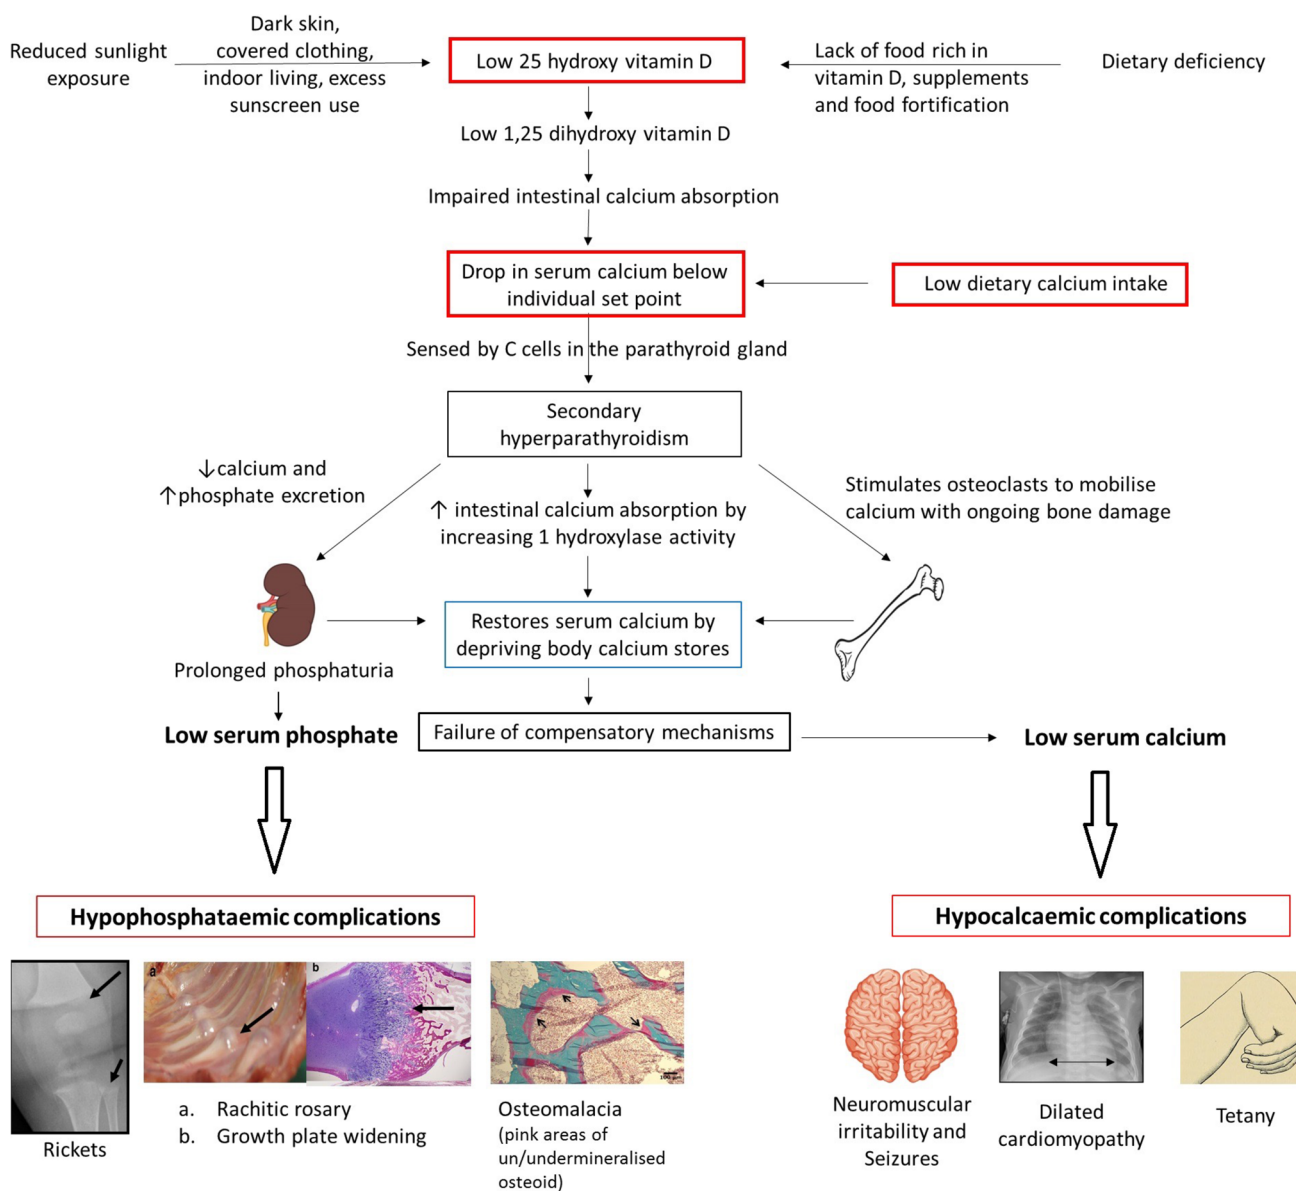 Reduced sunlight
exposure
Dark skin,
covered clothing,
indoor living, excess
sunscreen use
Low 25 hydroxy vitamin D
Lack of food rich in
vitamin D, supplements
and food fortification
Dietary deficiency
Low 1,25 dihydroxy vitamin D
Impaired intestinal calcium absorption
Drop in serum calcium below
individual set point
Low dietary calcium intake
Sensed by C cells in the parathyroid gland
Secondary
hyperparathyroidism
↓calcium and
↑phosphate excretion
↑ intestinal calcium absorption by
increasing 1 hydroxylase activity
Stimulates osteoclasts to mobilise
calcium with ongoing bone damage
Restores serum calcium by
depriving body calcium stores
Prolonged phosphaturia
Low serum phosphate
Failure of compensatory mechanisms
Low serum calcium
Hypophosphataemic complications
Hypocalcaemic complications
a
b
100 µm
Rickets
a. Rachitic rosary
b. Growth plate widening
Osteomalacia
(pink areas of
un/undermineralised
osteoid)
Neuromuscular
irritability and
Seizures
Dilated
cardiomyopathy
Tetany